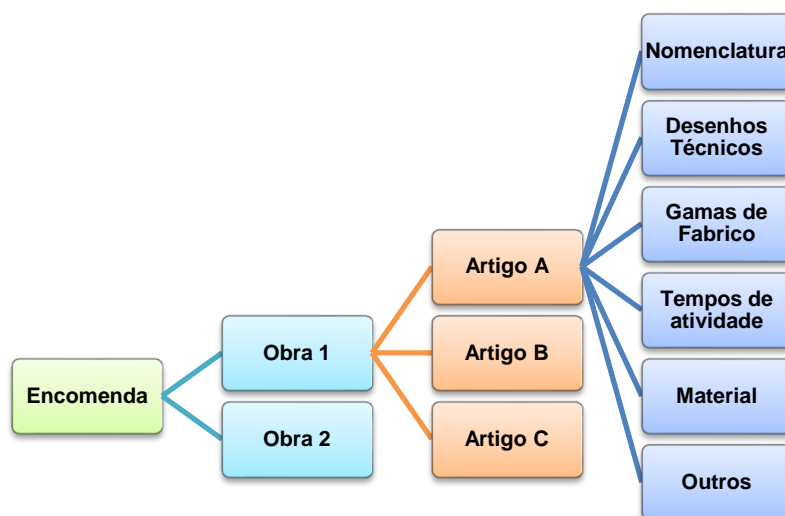 Encomenda
Obra 1
Obra 2
Artigo A
Artigo B
Artigo C
Nomenclatura
Desenhos
Técnicos
Gamas de
Fabrico
Tempos de
atividade
Material
Outros